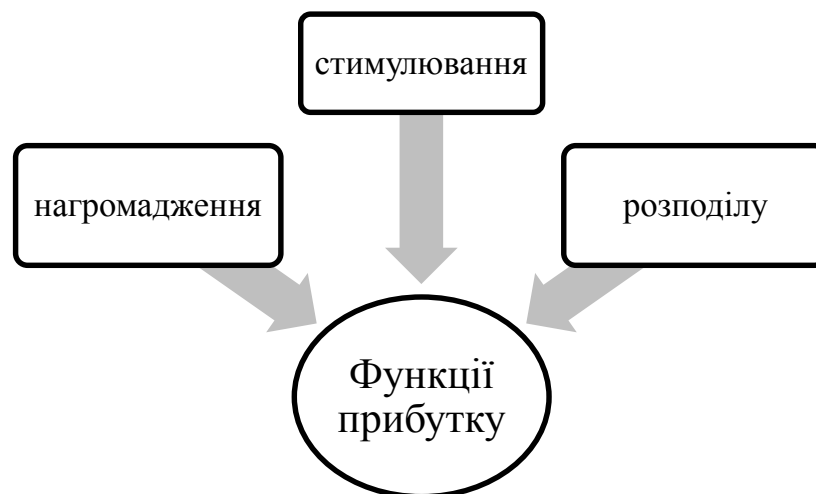 стимулювання
нагромадження
розподілу
Функції
прибутку